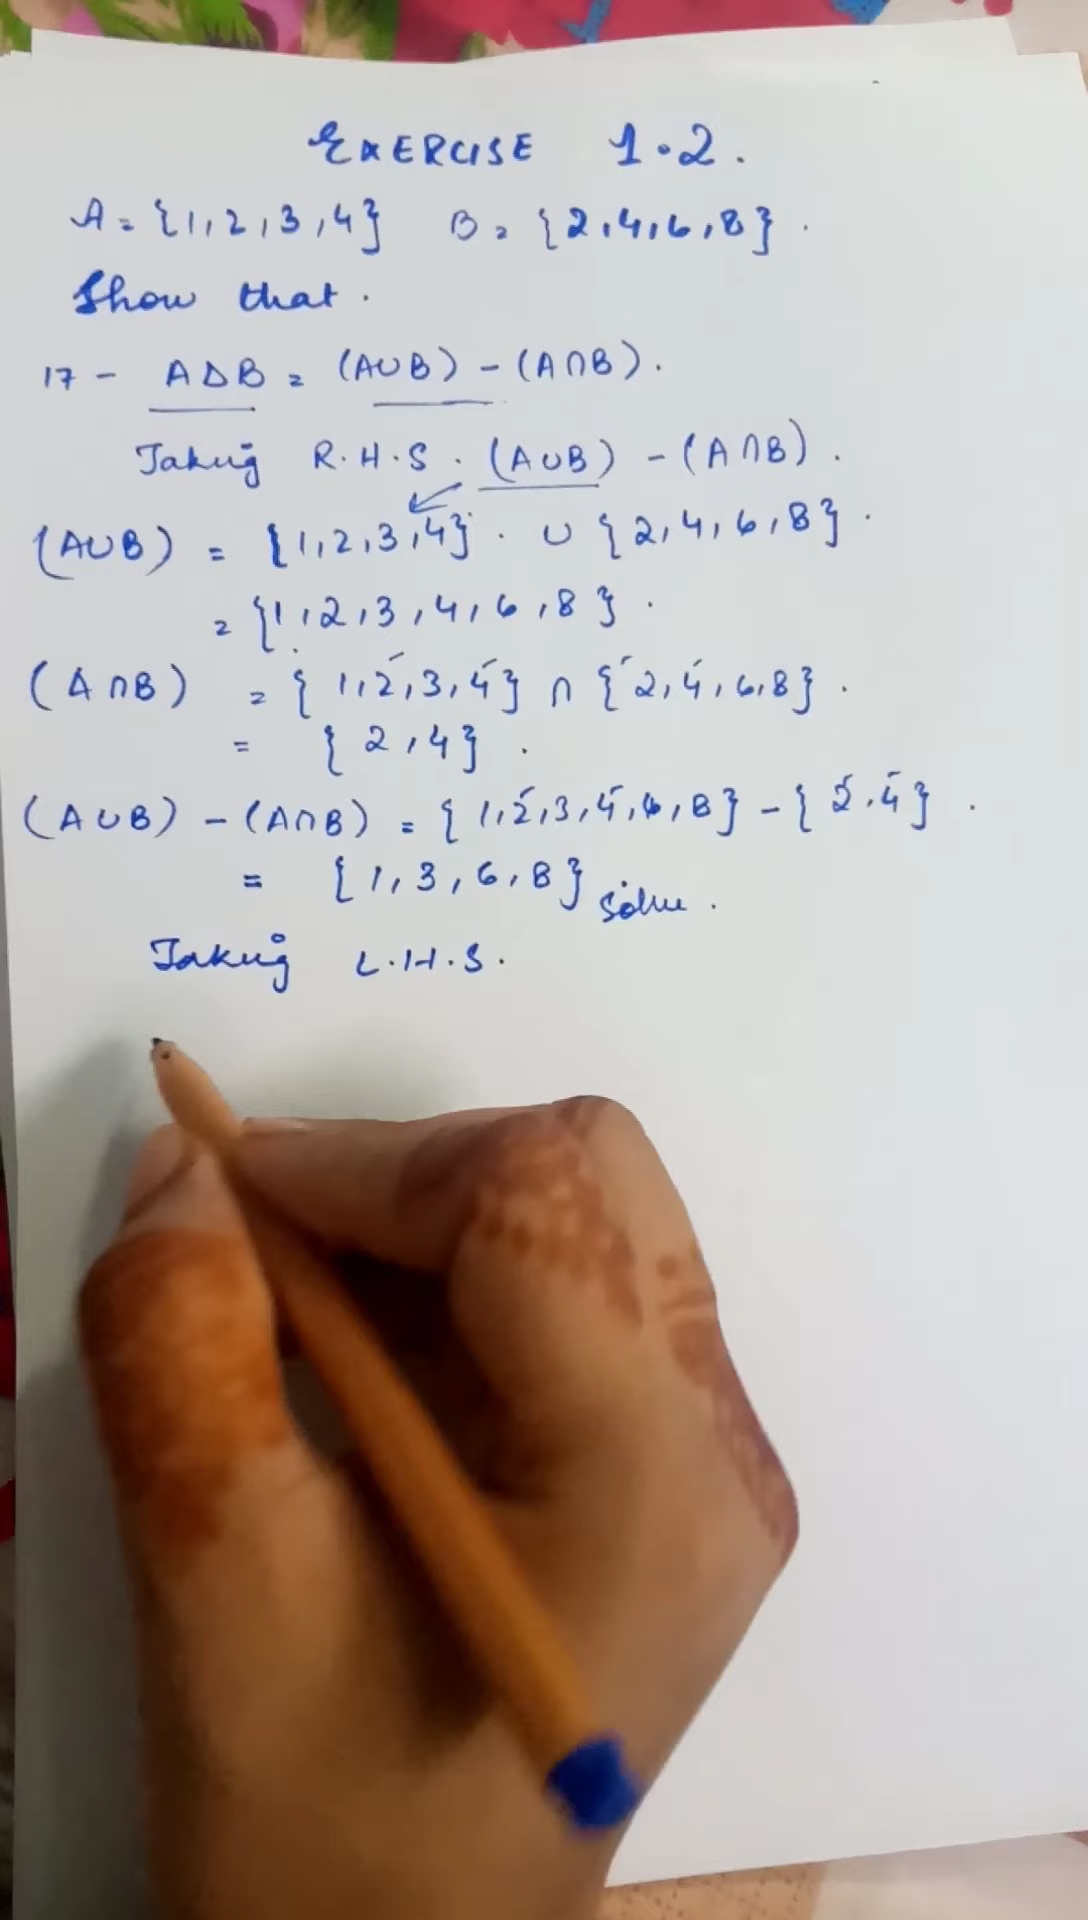 EXERCISE 1.2.
A = {1,2,3,4} B = {2,4,6,8}.
Show that.
17 - A Δ B = (A∪B) - (A∩B).
Taking R.H.S. (A∪B) - (A∩B).
(A∪B) = {1,2,3,4}. ∪ {2,4,6,8}.
= {1,2,3,4,6,8}.
(A∩B) = {1,2,3,4} ∩ {2,4,6,8}.
= {2,4}.
(A∪B) - (A∩B) = {1,2,3,4,6,8} - {2,4}.
= {1,3,6,8}
Taking L.H.S.